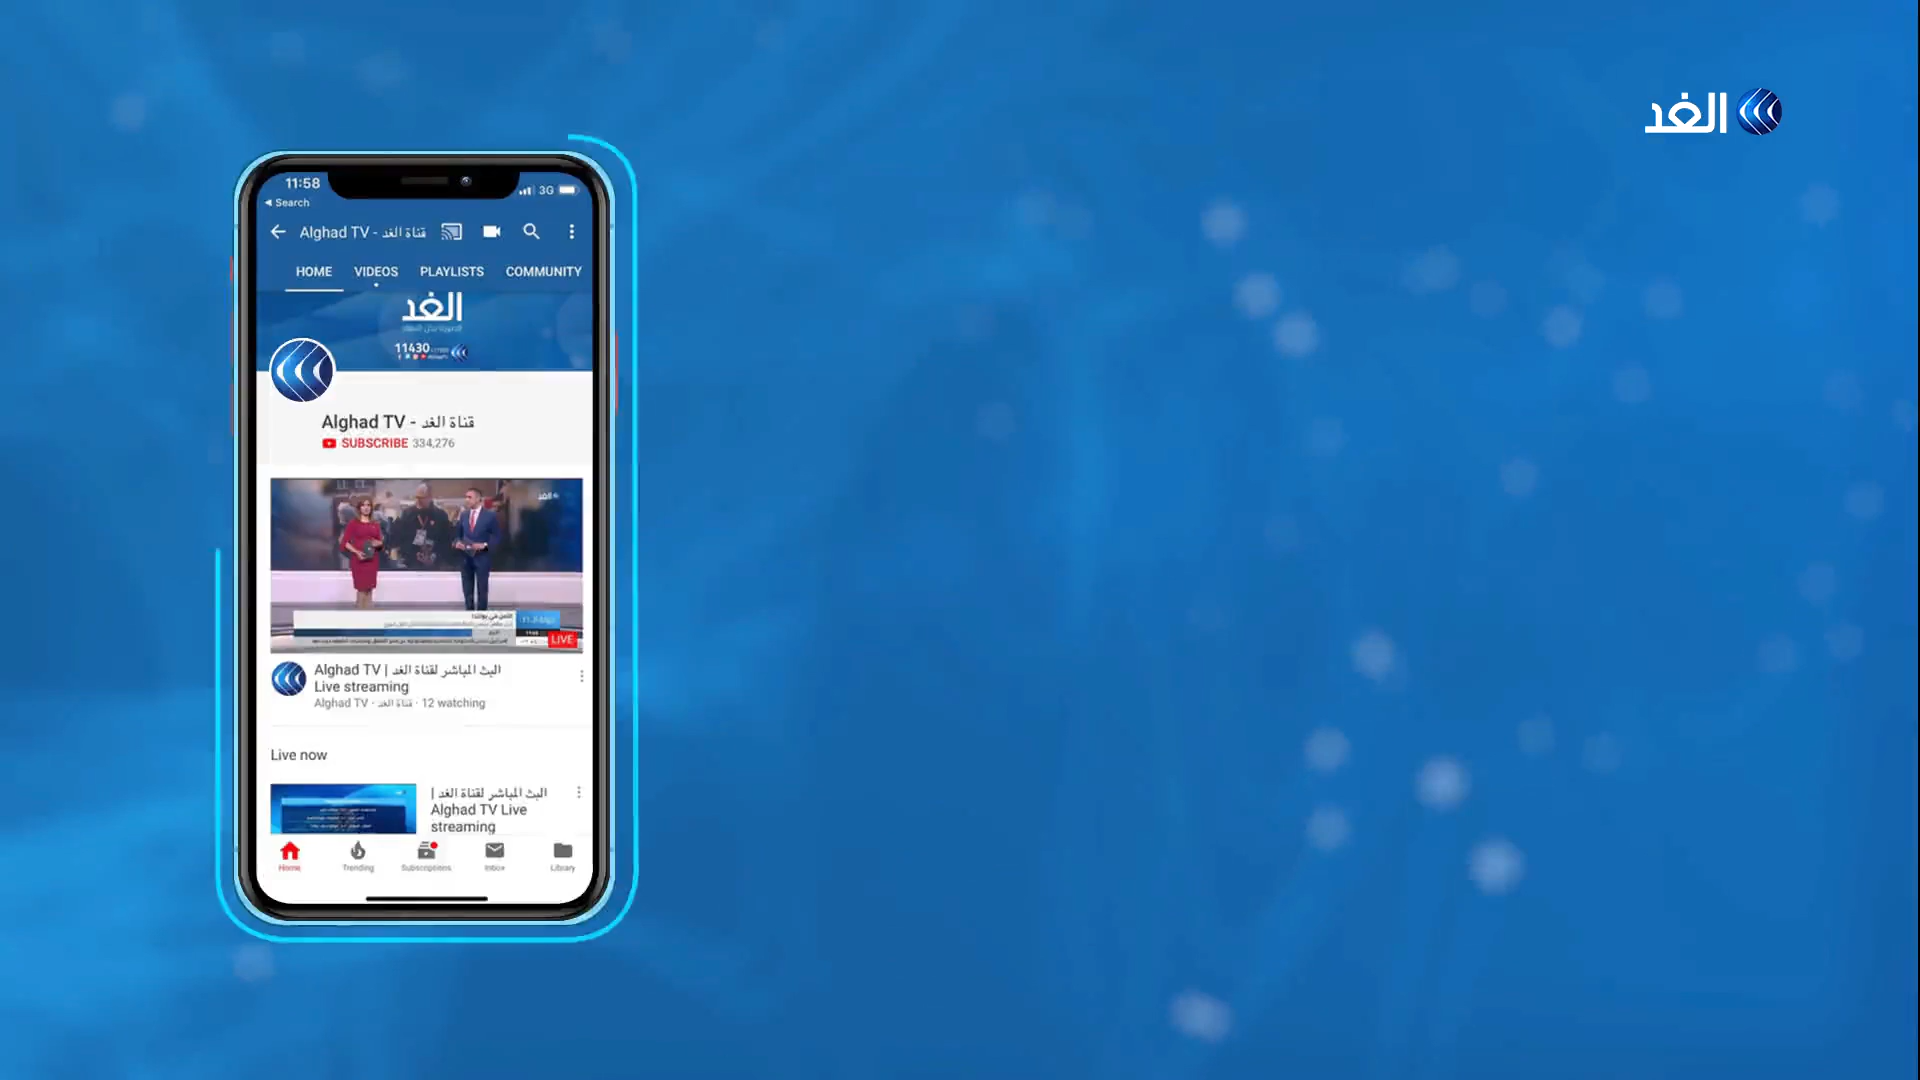 الغد
11:58
3G
Search
Alghad TV - قناة الغد
HOME
VIDEOS
PLAYLISTS
COMMUNITY
الغد
11430
Alghad TV - قناة الغد
SUBSCRIBE 334,276
الغد
LIVE
البث المباشر لقناة الغد | Alghad TV
Live streaming
Alghad TV - قناة الغد · 12 watching
Live now
البث المباشر لقناة الغد |
Alghad TV Live
streaming
Home
Trending
Subscriptions
Inbox
Library